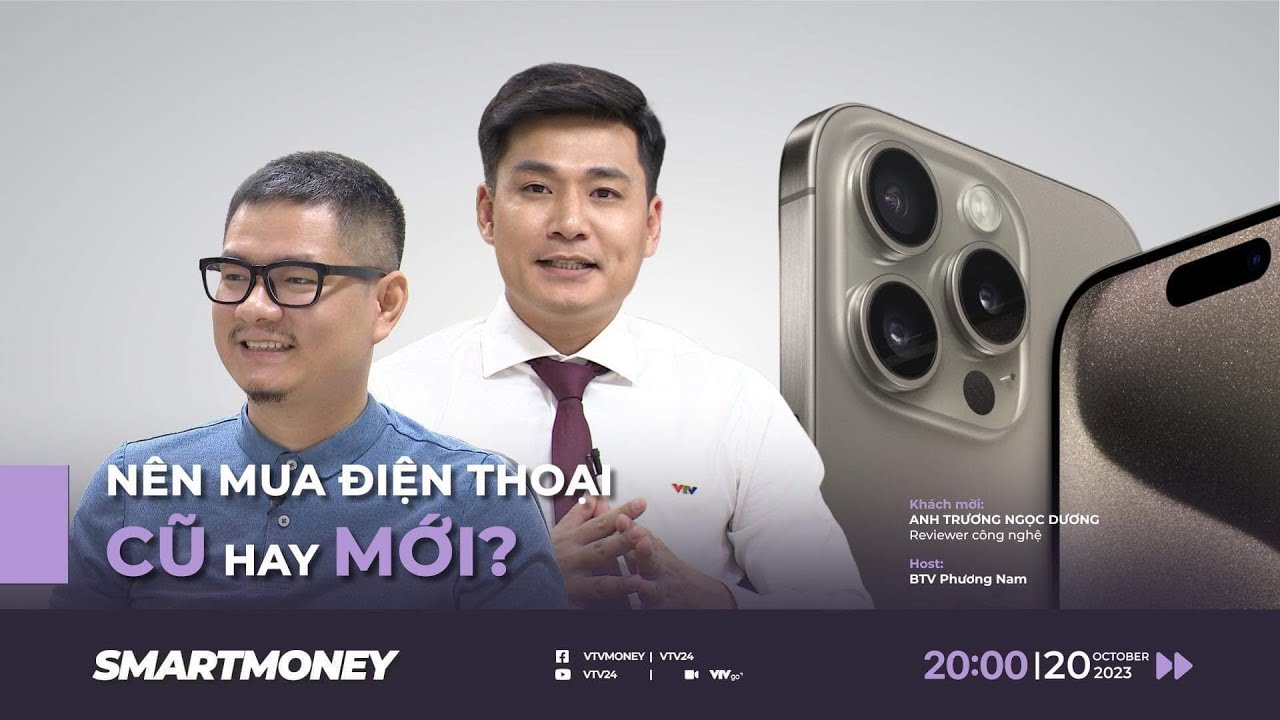 NÊN MƯA ĐIỆN THOẠI
CŨ HAY MỚI?
VTV
Khách mời:
ANH TRƯƠNG NGỌC DƯƠNG
Reviewer công nghệ
Host:
BTV Phương Nam
SMARTMONEY
VTVMONEY | VTV24
VTV24 | VTVgo
20:00 | 20 OCTOBER 2023